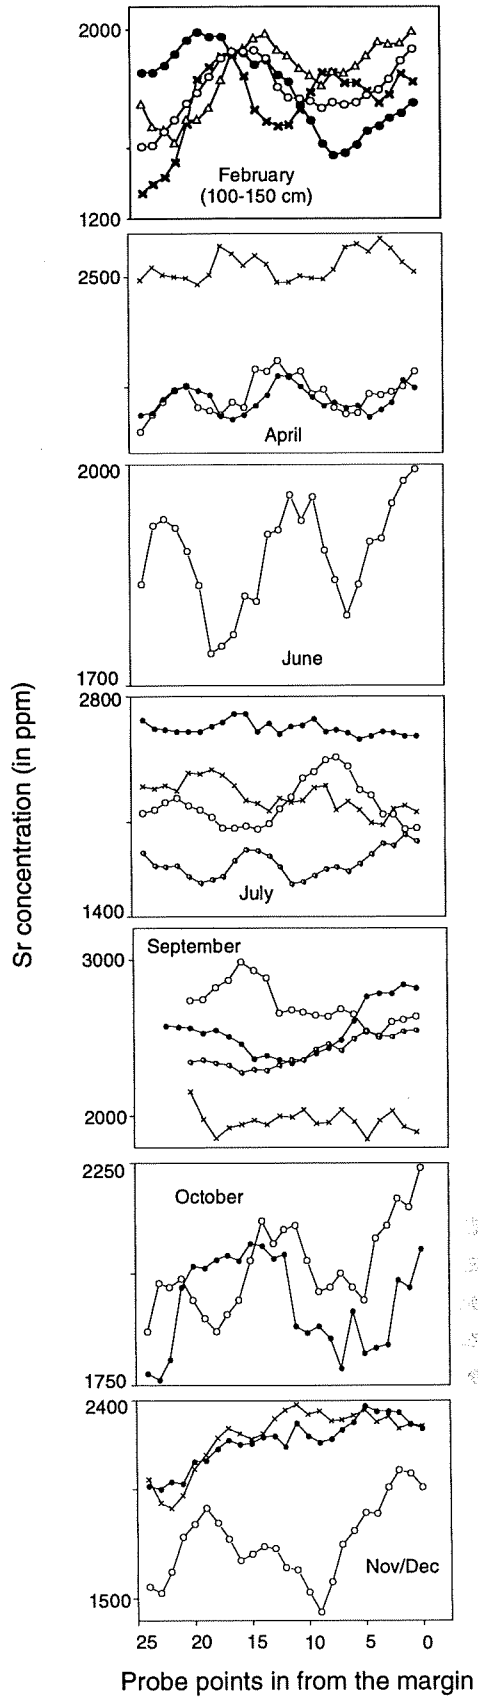 2000
February
(100-150 cm)
1200
2500
April
2000
June
1700
2800
July
1400
September
3000
2000
2250
October
1750
2400
Nov/Dec
1500
25 20 15 10 5 0
Probe points in from the margin
Sr concentration (in ppm)